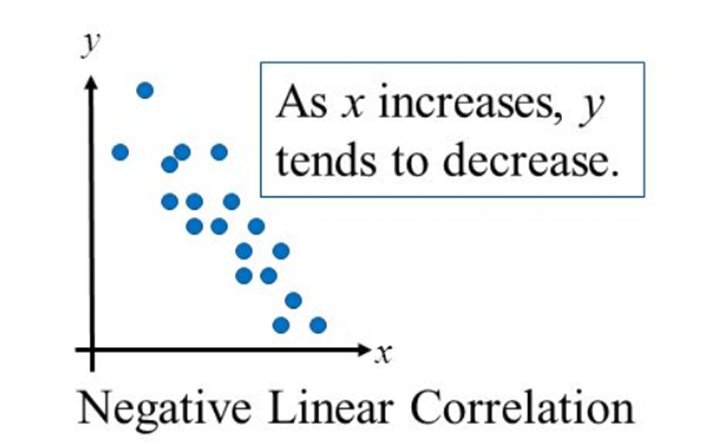 y
As x increases, y
tends to decrease.
x
Negative Linear Correlation